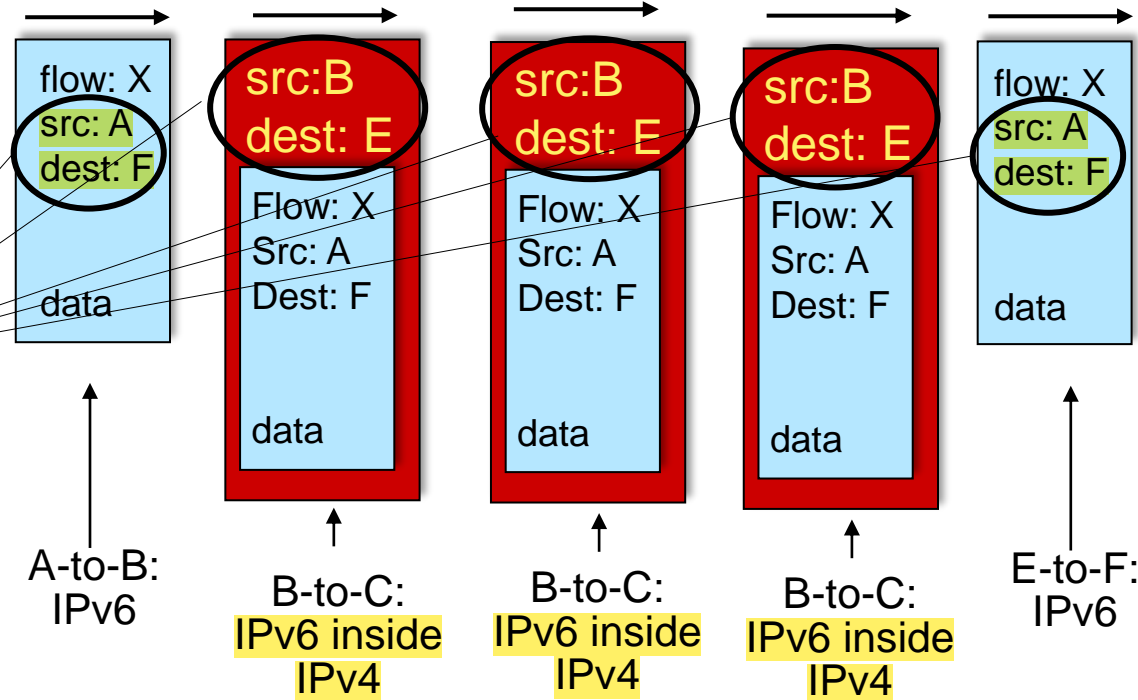 flow: X
src: A
dest: F
data
A-to-B:
IPv6
src:B
dest: E
Flow: X
Src: A
Dest: F
data
B-to-C:
IPv6 inside
IPv4
src:B
dest: E
Flow: X
Src: A
Dest: F
data
B-to-C:
IPv6 inside
IPv4
src:B
dest: E
Flow: X
Src: A
Dest: F
data
B-to-C:
IPv6 inside
IPv4
flow: X
src: A
dest: F
data
E-to-F:
IPv6